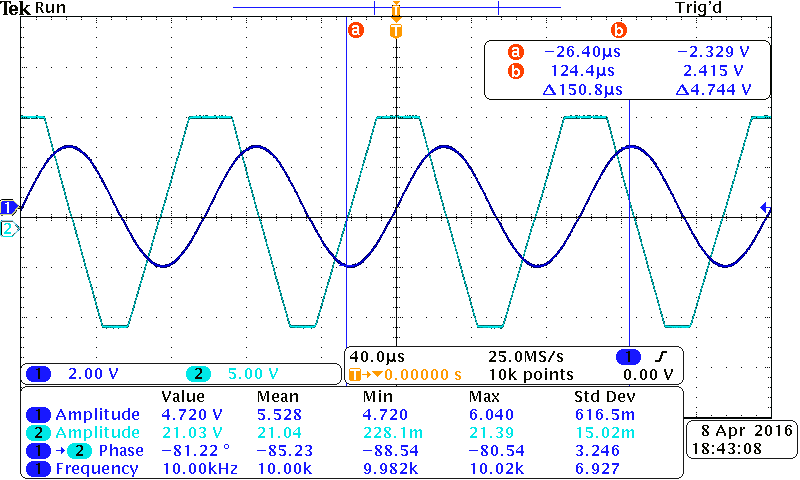 Tek Run Trig'd
T
a T b
a −26.40µs −2.329 V
b 124.4µs 2.415 V
Δ150.8µs Δ4.744 V
1
2
1 2.00 V 2 5.00 V
40.0µs 25.0MS/s 1
T→▼0.00000 s 10k points 0.00 V
Value Mean Min Max Std Dev
1 Amplitude 4.720 V 5.528 4.720 6.040 616.5m
2 Amplitude 21.03 V 21.04 228.1m 21.39 15.02m
1 → 2 Phase −81.22 ° −85.23 −88.54 −80.54 3.246
1 Frequency 10.00kHz 10.00k 9.982k 10.02k 6.927
8 Apr 2016
18:43:08